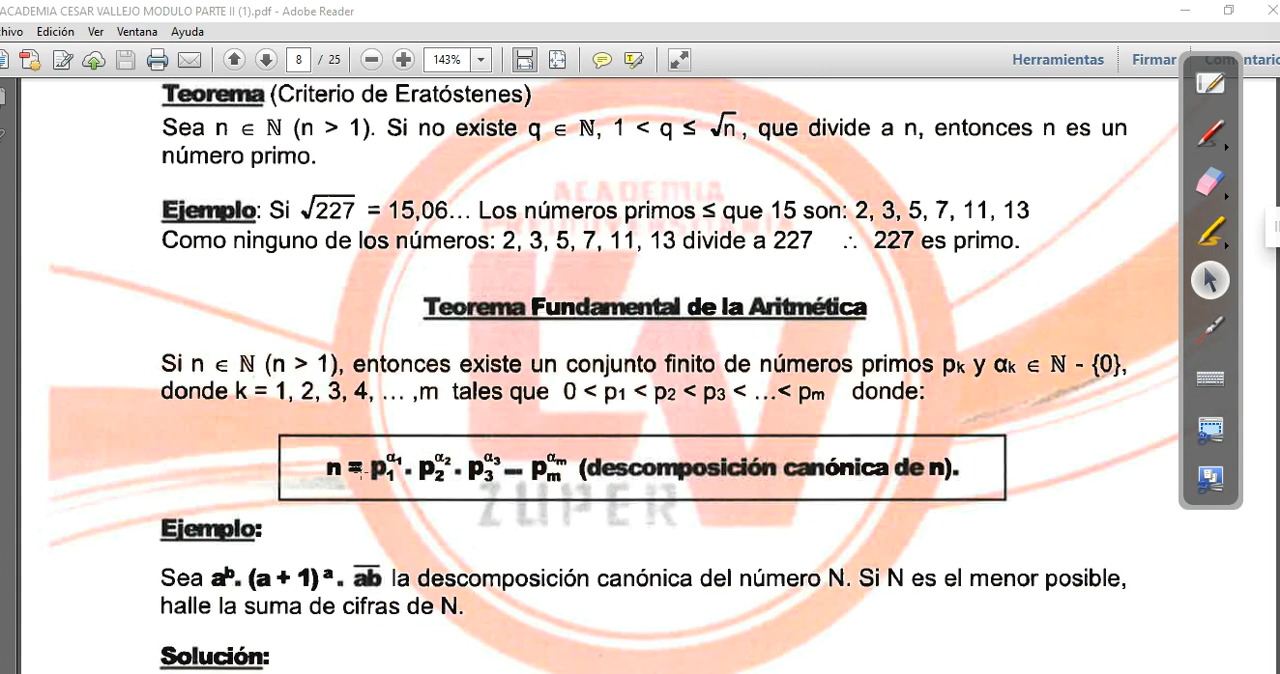 ACADEMIA CESAR VALLEJO MODULO PARTE II (1).pdf - Adobe Reader
hivo Edición Ver Ventana Ayuda
8 / 25 143% Herramientas Firmar Comentario
Teorema (Criterio de Eratóstenes)
Sea n ∈ ℕ (n > 1). Si no existe q ∈ ℕ, 1 < q ≤ √n, que divide a n, entonces n es un
número primo.
ACADEMIA
Ejemplo: Si √227 = 15,06... Los números primos ≤ que 15 son: 2, 3, 5, 7, 11, 13
Como ninguno de los números: 2, 3, 5, 7, 11, 13 divide a 227 ∴ 227 es primo.
Teorema Fundamental de la Aritmética
Si n ∈ ℕ (n > 1), entonces existe un conjunto finito de números primos pₖ y αₖ ∈ ℕ - {0},
donde k = 1, 2, 3, 4, ... ,m tales que 0 < p₁ < p₂ < p₃ < ...< pₘ donde:
n = p₁^α₁ . p₂^α₂ . p₃^α₃ ... pₘ^αₘ (descomposición canónica de n).
ZUPER
Ejemplo:
Sea aᵇ. (a + 1)ᵃ. a̅b̅ la descomposición canónica del número N. Si N es el menor posible,
halle la suma de cifras de N.
Solución: